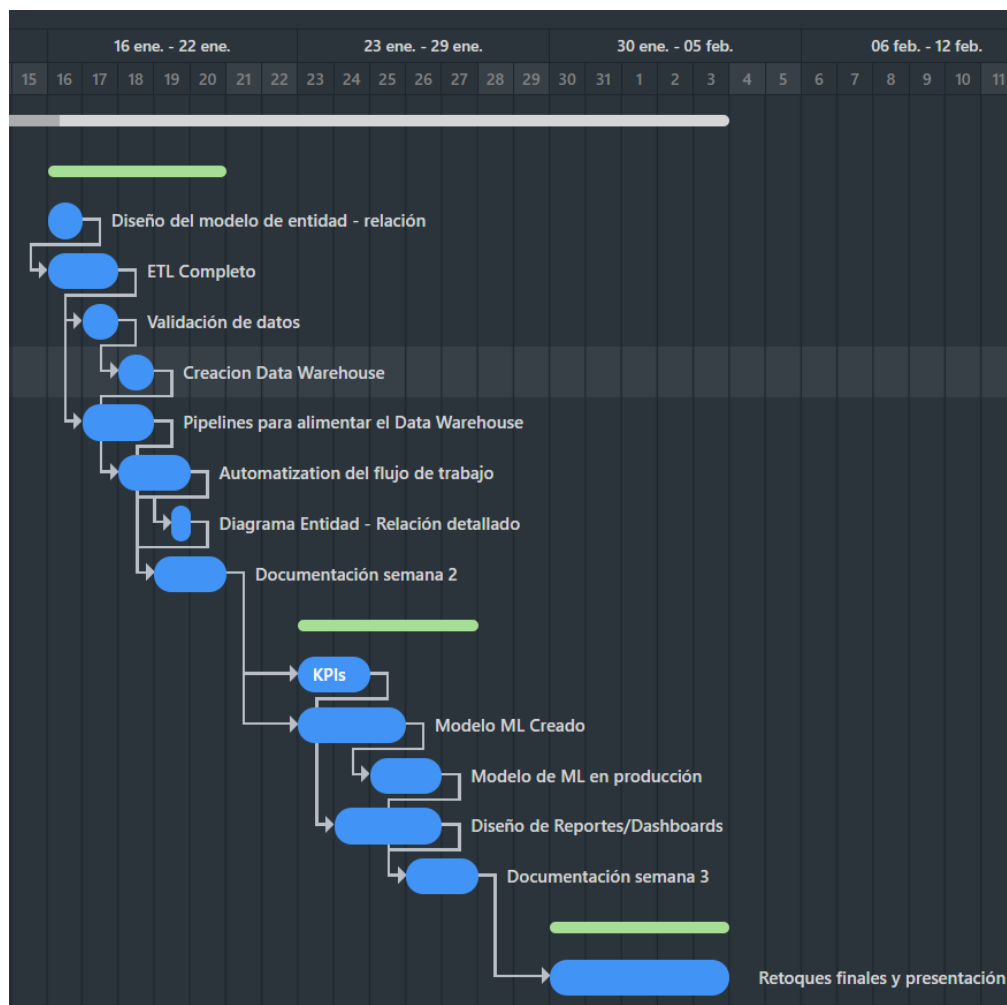 16 ene. - 22 ene. 23 ene. - 29 ene. 30 ene. - 05 feb. 06 feb. - 12 feb.
15 16 17 18 19 20 21 22 23 24 25 26 27 28 29 30 31 1 2 3 4 5 6 7 8 9 10 11
Diseño del modelo de entidad - relación
ETL Completo
Validación de datos
Creacion Data Warehouse
Pipelines para alimentar el Data Warehouse
Automatization del flujo de trabajo
Diagrama Entidad - Relación detallado
Documentación semana 2
KPIs
Modelo ML Creado
Modelo de ML en producción
Diseño de Reportes/Dashboards
Documentación semana 3
Retoques finales y presentación